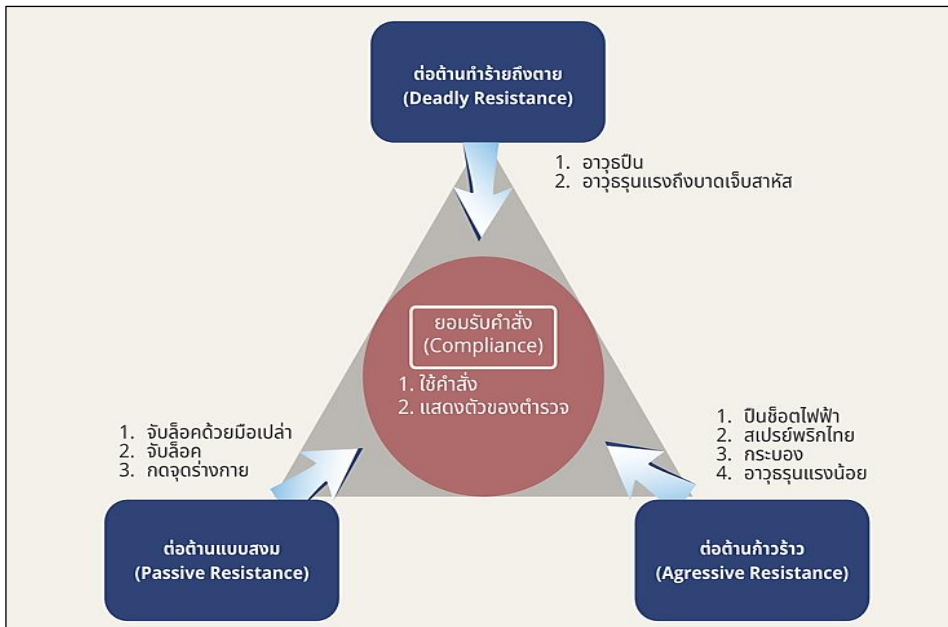 ต่อต้านทำร้ายถึงตาย
(Deadly Resistance)
1. อาวุธปืน
2. อาวุธรุนแรงถึงบาดเจ็บสาหัส
ยอมรับคำสั่ง
(Compliance)
1. ใช้คำสั่ง
2. แสดงตัวของตำรวจ
1. จับล็อคด้วยมือเปล่า
2. จับล็อค
3. กดจุดร่างกาย
1. ปืนช็อตไฟฟ้า
2. สเปรย์พริกไทย
3. กระบอง
4. อาวุธรุนแรงน้อย
ต่อต้านแบบสงม
(Passive Resistance)
ต่อต้านก้าวร้าว
(Agressive Resistance)